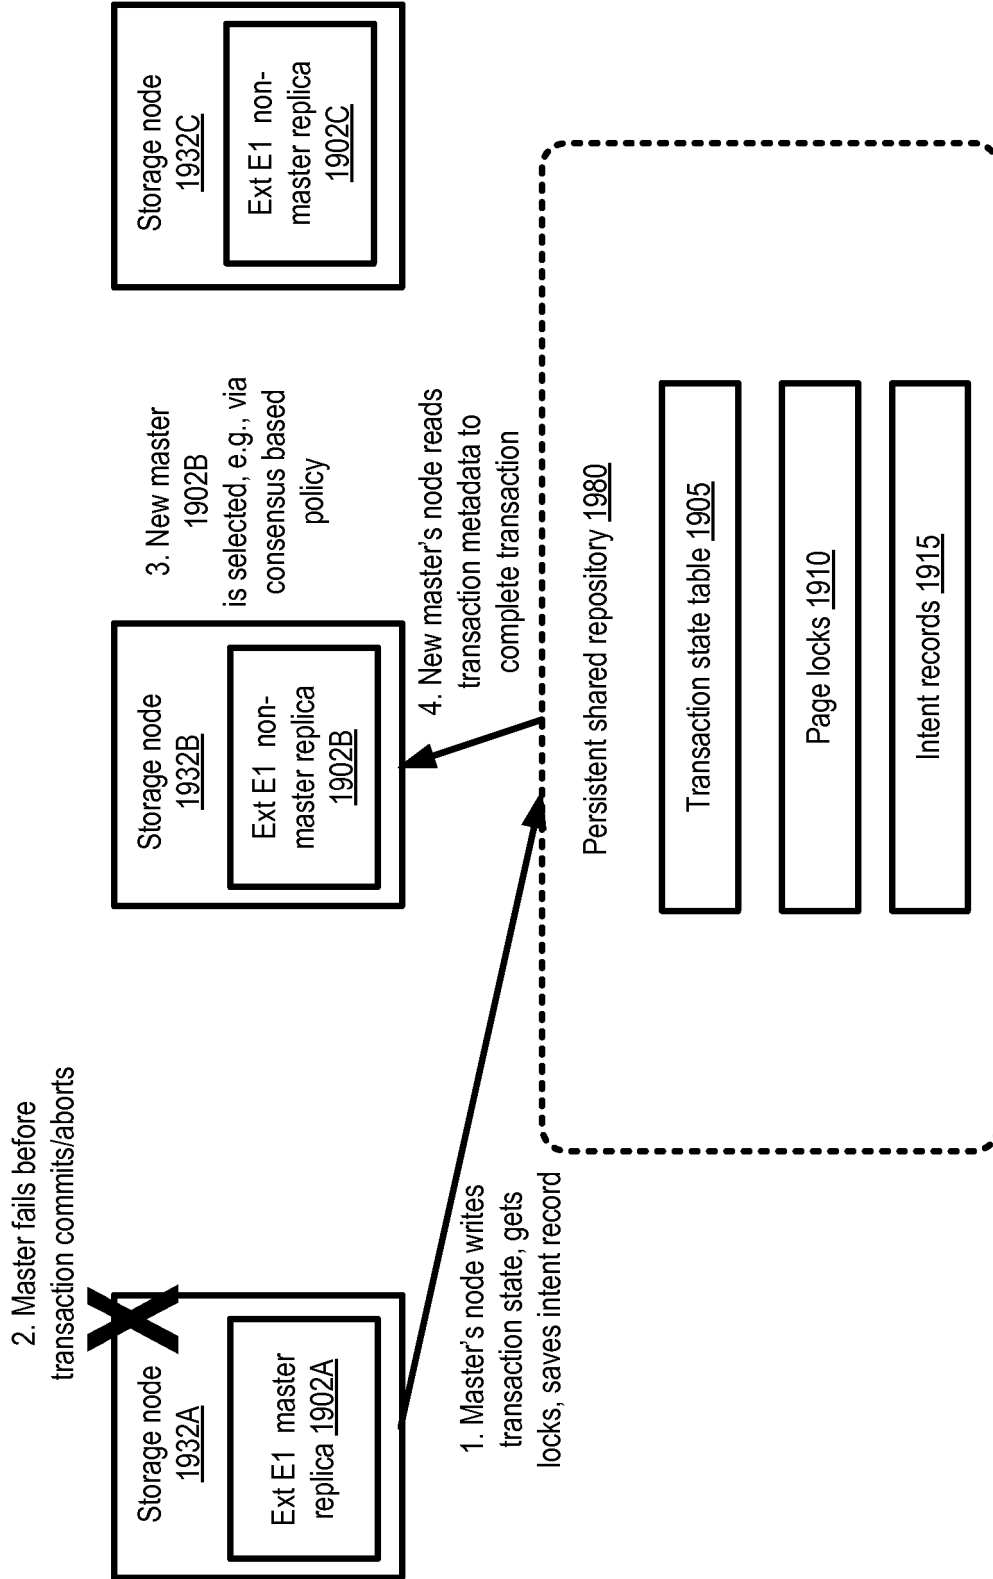 2. Master fails before
transaction commits/aborts
Storage node
1932A
Ext E1  master
replica 1902A
1. Master's node writes
transaction state, gets
locks, saves intent record
Storage node
1932B
Ext E1  non-
master replica
1902B
3. New master
1902B
is selected, e.g., via
consensus based
policy
4. New master's node reads
transaction metadata to
complete transaction
Storage node
1932C
Ext E1  non-
master replica
1902C
Persistent shared repository 1980
Transaction state table 1905
Page locks 1910
Intent records 1915